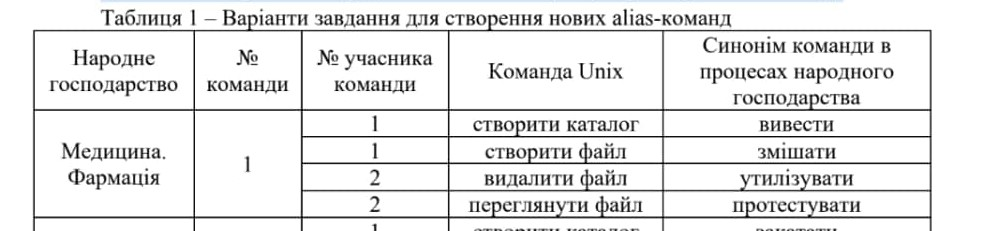 Таблиця 1 – Варіанти завдання для створення нових alias-команд
Народне господарство № команди № учасника команди Команда Unix Синонім команди в процесах народного господарства
Медицина. Фармація 1 1 створити каталог вивести
1 створити файл змішати
2 видалити файл утилізувати
2 переглянути файл протестувати